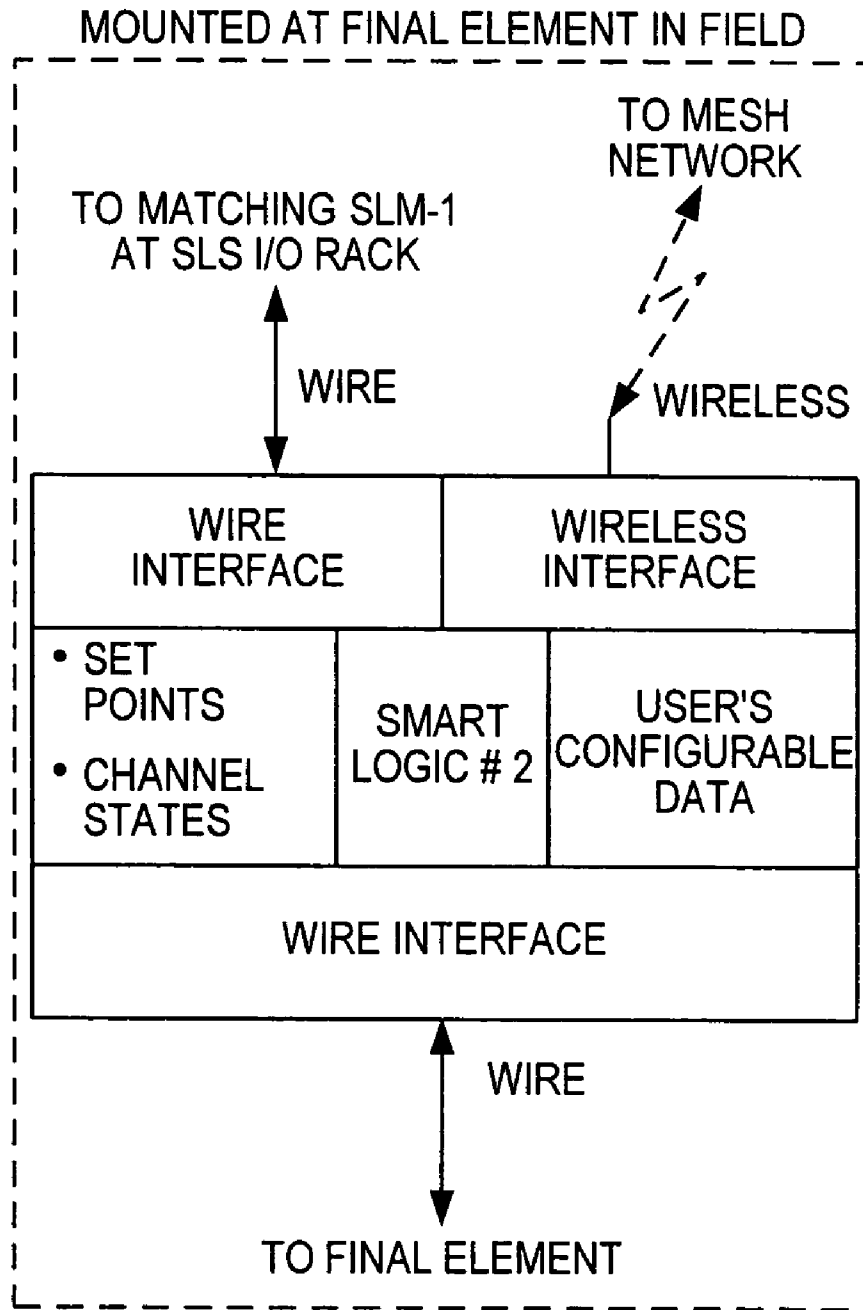 MOUNTED AT FINAL ELEMENT IN FIELD
TO MESH
NETWORK
TO MATCHING SLM-1
AT SLS I/O RACK
WIRE
WIRELESS
WIRE
INTERFACE
WIRELESS
INTERFACE
• SET
POINTS
• CHANNEL
STATES
SMART
LOGIC # 2
USER'S
CONFIGURABLE
DATA
WIRE INTERFACE
WIRE
TO FINAL ELEMENT